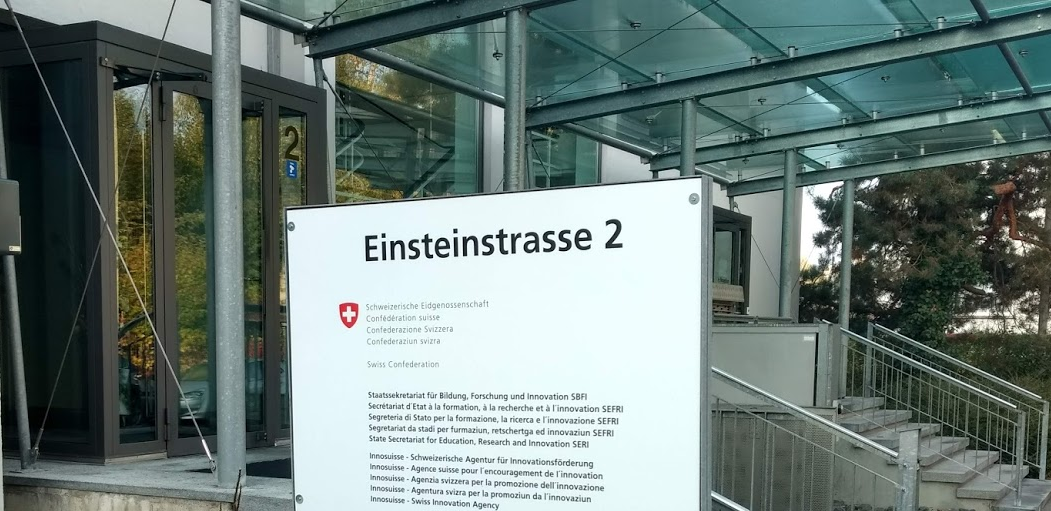 2
Einsteinstrasse 2
Schweizerische Eidgenossenschaft
Confédération suisse
Confederazione Svizzera
Confederaziun svizra
Swiss Confederation
Staatssekretariat für Bildung, Forschung und Innovation SBFI
Secrétariat d´Etat à la formation, à la recherche et à l´innovation SEFRI
Segreteria di Stato per la formazione, la ricerca e l´innovazione SEFRI
Segretariat da stadi per furmaziun, retschertga ed innovaziun SEFRI
State Secretariat for Education, Research and Innovation SERI
Innosuisse - Schweizerische Agentur für Innovationsförderung
Innosuisse - Agence suisse pour l´encouragement de l´innovation
Innosuisse - Agenzia svizzera per la promozione dell´innovazione
Innosuisse - Agentura svizra per la promoziun da l´innovaziun
Innosuisse - Swiss Innovation Agency